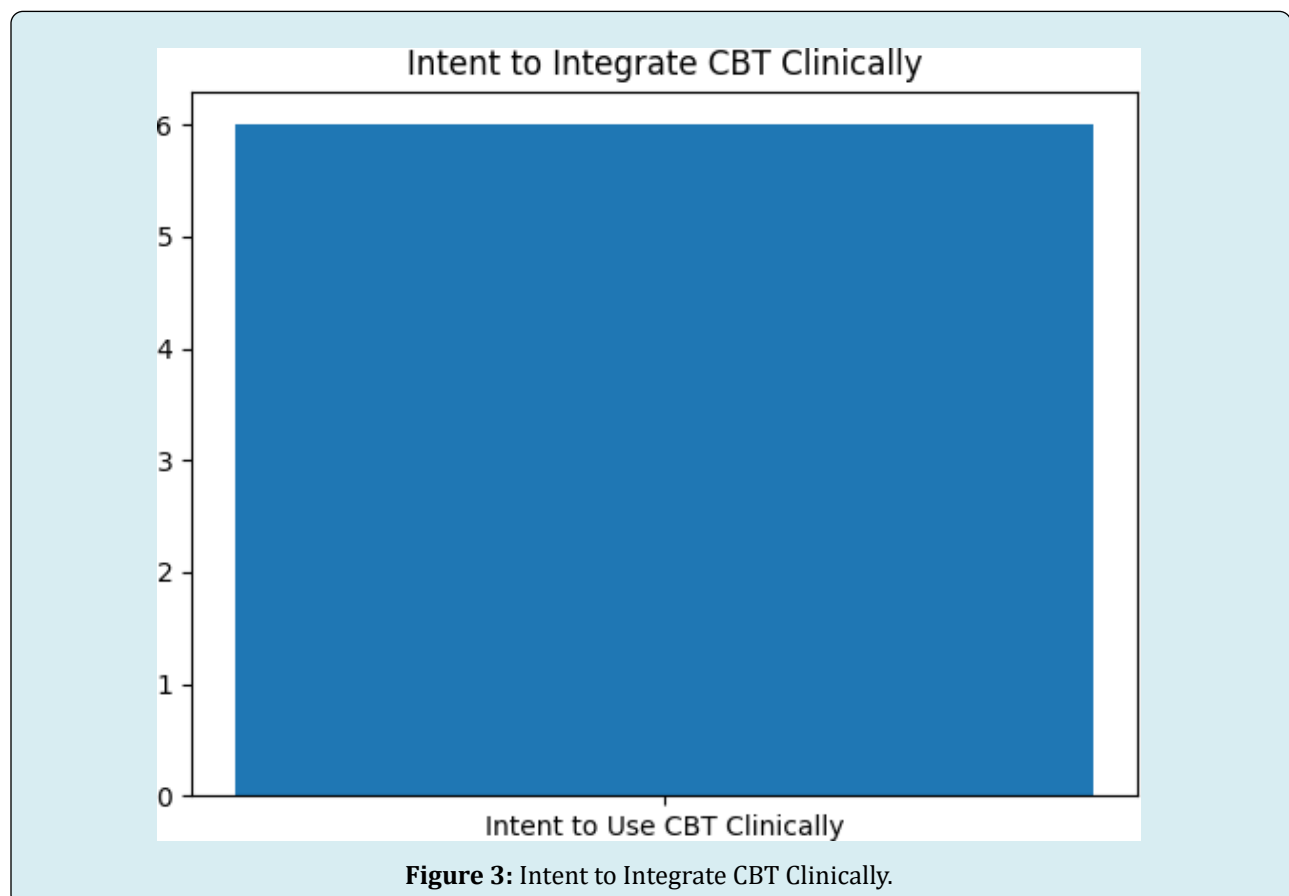 Intent to Integrate CBT Clinically
6
5
4
3
2
1
0
Intent to Use CBT Clinically
Figure 3: Intent to Integrate CBT Clinically.